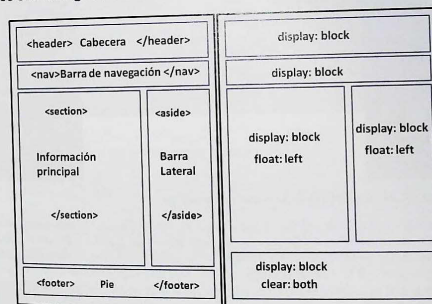 <header> Cabecera </header>
<nav>Barra de navegación </nav>
<section>
Información
principal
</section>
<aside>
Barra
Lateral
</aside>
<footer> Pie </footer>
display: block
display: block
display: block
float: left
display: block
float: left
display: block
clear: both